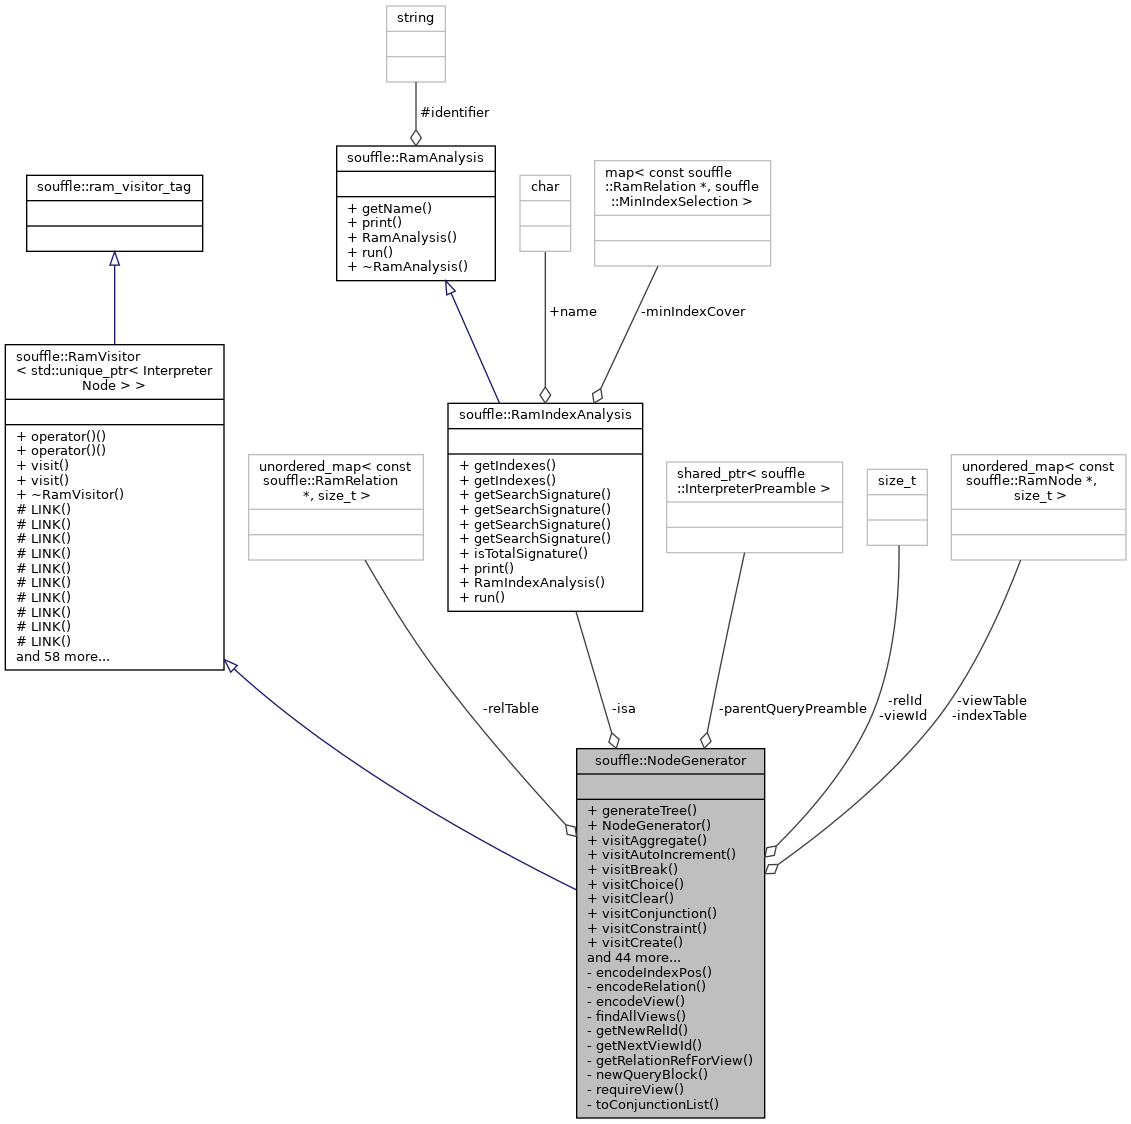 string
#identifier
souffle::RamAnalysis
+ getName()
+ print()
+ RamAnalysis()
+ run()
+ ~RamAnalysis()
souffle::ram_visitor_tag
char
map< const souffle
::RamRelation *, souffle
::MinIndexSelection >
+name
-minIndexCover
souffle::RamVisitor
< std::unique_ptr< Interpreter
Node > >
+ operator()()
+ operator()()
+ visit()
+ visit()
+ ~RamVisitor()
# LINK()
# LINK()
# LINK()
# LINK()
# LINK()
# LINK()
# LINK()
# LINK()
# LINK()
# LINK()
and 58 more...
unordered_map< const
souffle::RamRelation
*, size_t >
souffle::RamIndexAnalysis
+ getIndexes()
+ getIndexes()
+ getSearchSignature()
+ getSearchSignature()
+ getSearchSignature()
+ getSearchSignature()
+ isTotalSignature()
+ print()
+ RamIndexAnalysis()
+ run()
shared_ptr< souffle
::InterpreterPreamble >
size_t
unordered_map< const
souffle::RamNode *,
size_t >
-relTable
-isa
-parentQueryPreamble
-relId
-viewId
-viewTable
-indexTable
souffle::NodeGenerator
+ generateTree()
+ NodeGenerator()
+ visitAggregate()
+ visitAutoIncrement()
+ visitBreak()
+ visitChoice()
+ visitClear()
+ visitConjunction()
+ visitConstraint()
+ visitCreate()
and 44 more...
- encodeIndexPos()
- encodeRelation()
- encodeView()
- findAllViews()
- getNewRelId()
- getNextViewId()
- getRelationRefForView()
- newQueryBlock()
- requireView()
- toConjunctionList()